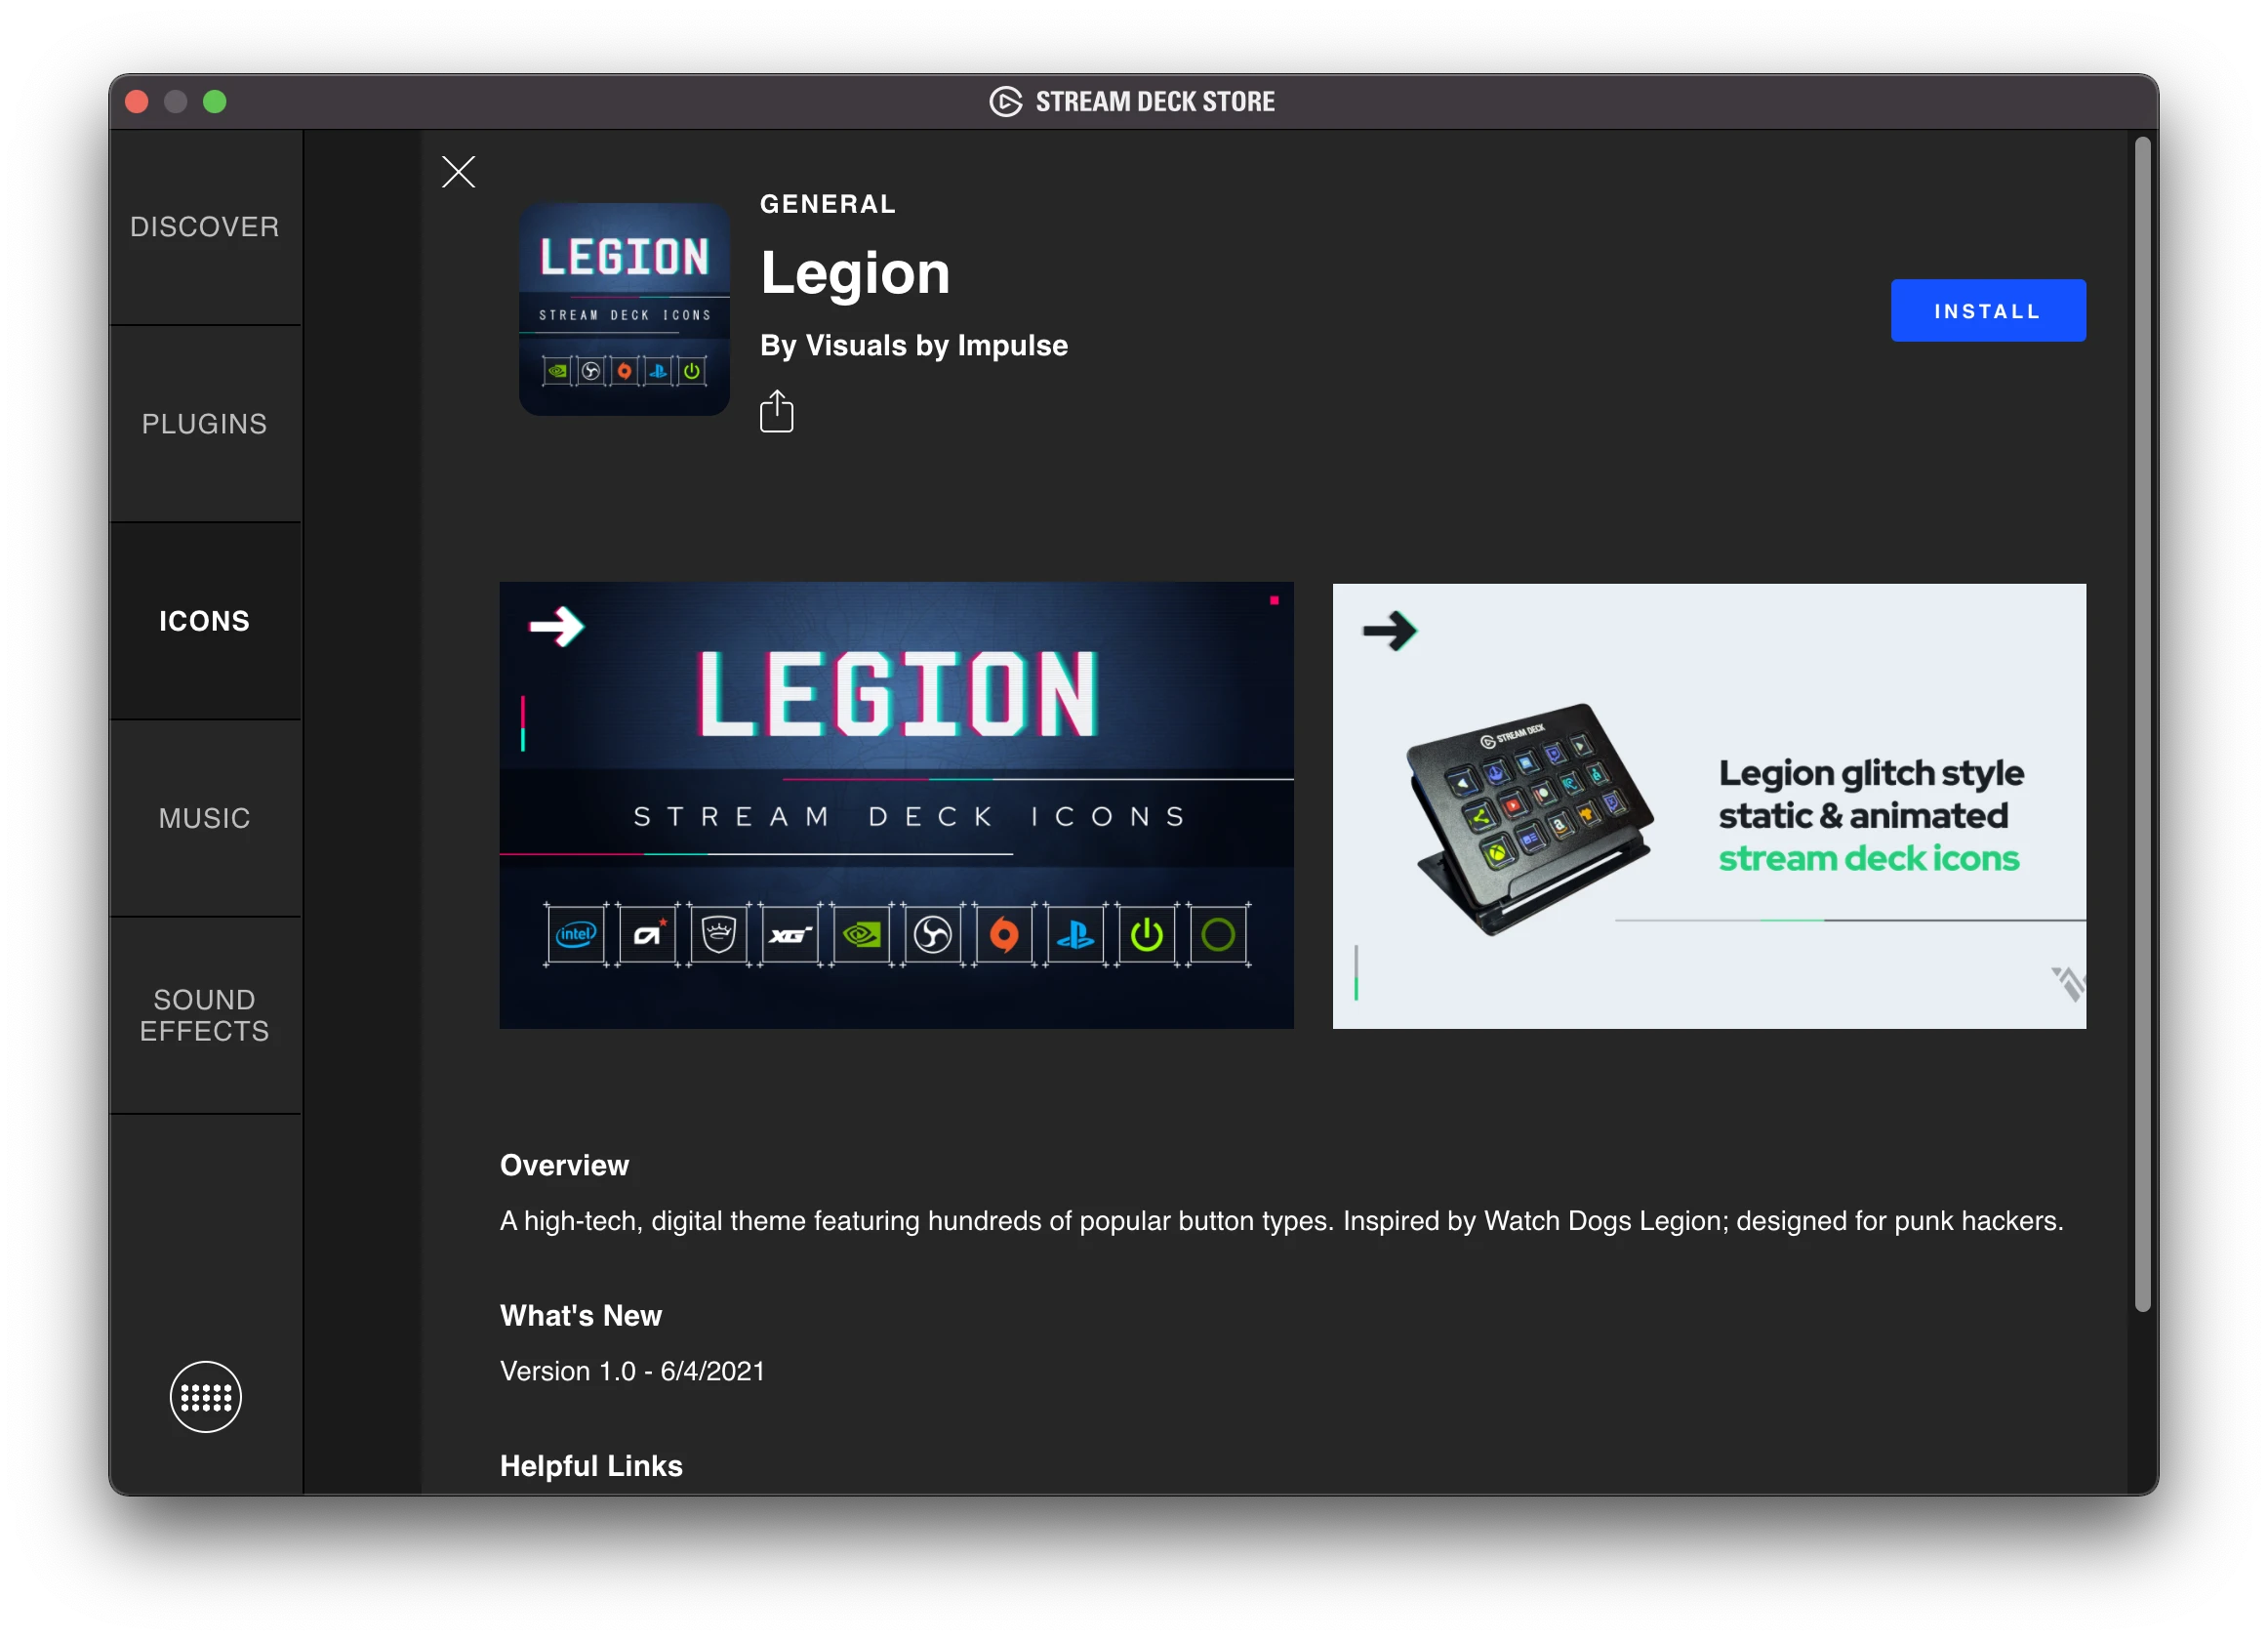 STREAM DECK STORE
DISCOVER
PLUGINS
ICONS
MUSIC
SOUND
EFFECTS
LEGION
STREAM DECK ICONS
GENERAL
Legion
By Visuals by Impulse
INSTALL
LEGION
STREAM DECK ICONS
intel
XG
STREAM DECK
a
Legion glitch style
static & animated
stream deck icons
Overview
A high-tech, digital theme featuring hundreds of popular button types. Inspired by Watch Dogs Legion; designed for punk hackers.
What's New
Version 1.0 - 6/4/2021
Helpful Links